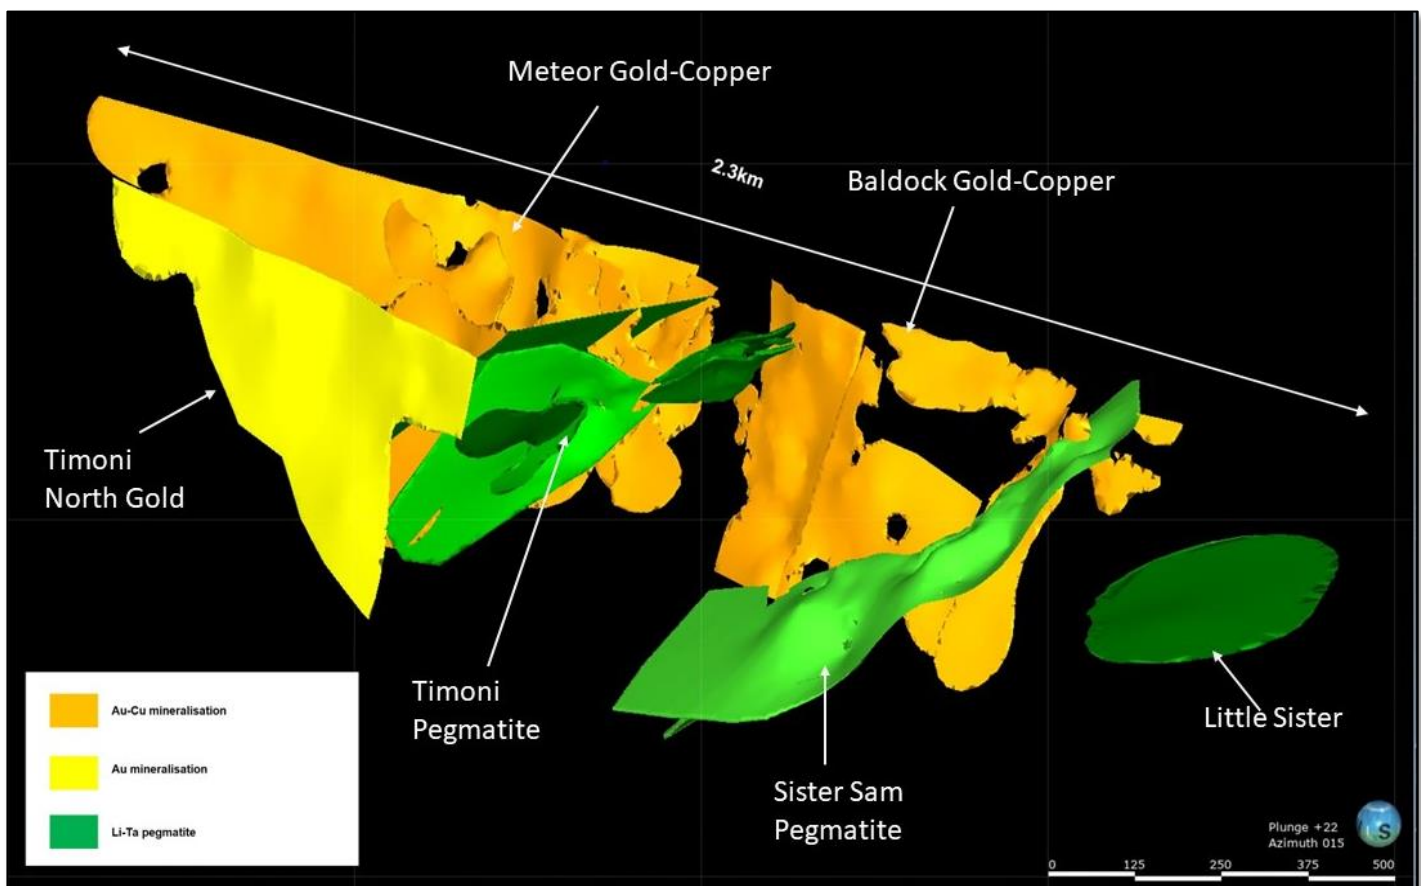 Meteor Gold-Copper
2.3km
Baldock Gold-Copper
Timoni
North Gold
Timoni
Pegmatite
Sister Sam
Pegmatite
Little Sister
Au-Cu mineralisation
Au mineralisation
Li-Ta pegmatite
Plunge +22
Azimuth 015
S
0 125 250 375 500